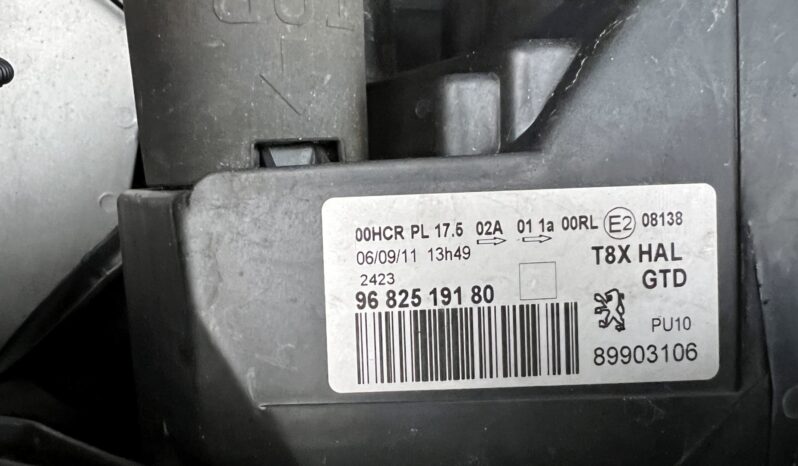 00HCR PL 17.5 02A 01 1a 00RL E2 08138
06/09/11 13h49 T8X HAL
2423 GTD
96 825 191 80
PU10
89903106